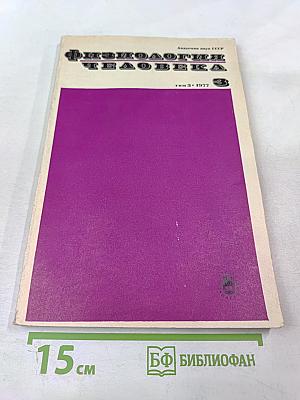 Академия наук СССР
ФИЗИОЛОГИЯ
ЧЕЛОВЕКА 3
том 3 • 1977
15 см
БФ БИБЛИОФАН